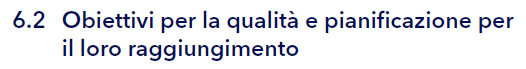 6.2 Obiettivi per la qualità e pianificazione per
il loro raggiungimento